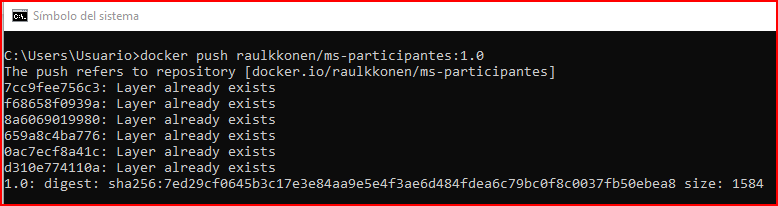 Símbolo del sistema
C:\Users\Usuario>docker push raulkkonen/ms-participantes:1.0
The push refers to repository [docker.io/raulkkonen/ms-participantes]
7cc9fee756c3: Layer already exists
f68658f0939a: Layer already exists
8a6069019980: Layer already exists
659a8c4ba776: Layer already exists
0ac7ecf8a41c: Layer already exists
d310e774110a: Layer already exists
1.0: digest: sha256:7ed29cf0645b3c17e3e84aa9e5e4f3ae6d484fdea6c79bc0f8c0037fb50ebea8 size: 1584